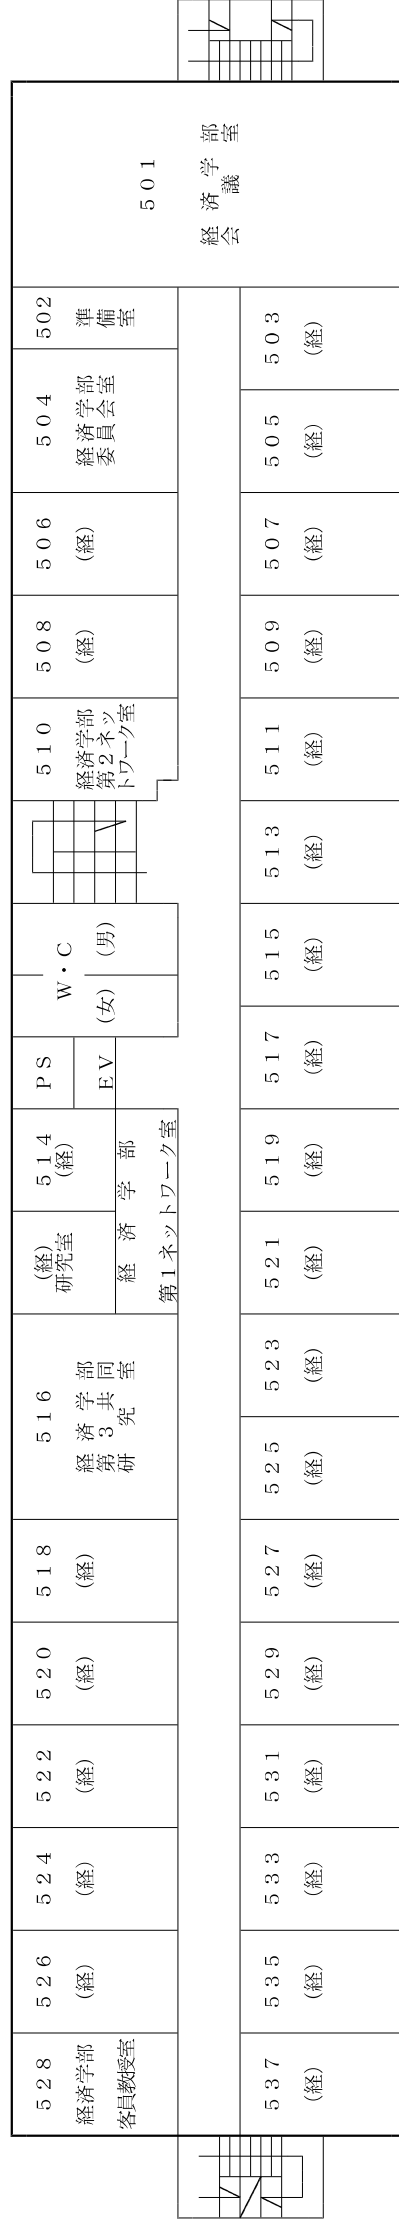 501
経済学部
会議室
502
準備室
504
経済学部
委員会室
506
（経）
508
（経）
510
経済学部
第２ネッ
トワーク室
W・C
（男）
（女）
PS
EV
514
（経）
（経）
研究室
経済学部
第１ネットワーク室
516
経済学部
第３共同
研究室
518
（経）
520
（経）
522
（経）
524
（経）
526
（経）
528
経済学部
客員教授室
503
（経）
505
（経）
507
（経）
509
（経）
511
（経）
513
（経）
515
（経）
517
（経）
519
（経）
521
（経）
523
（経）
525
（経）
527
（経）
529
（経）
531
（経）
533
（経）
535
（経）
537
（経）